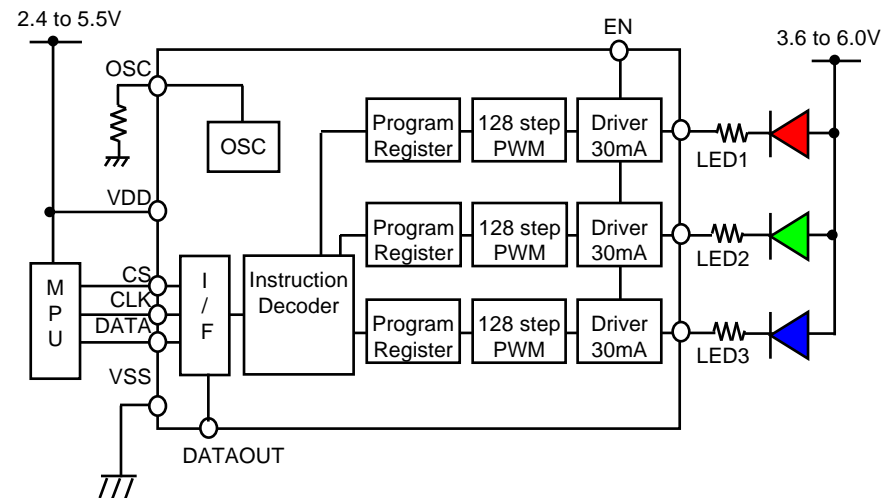 2.4 to 5.5V
EN
3.6 to 6.0V
OSC
OSC
Program
Register
128 step
PWM
Driver
30mA
LED1
VDD
Program
Register
128 step
PWM
Driver
30mA
LED2
M
P
U
CS
CLK
DATA
I
/
F
Instruction
Decoder
Program
Register
128 step
PWM
Driver
30mA
LED3
VSS
DATAOUT